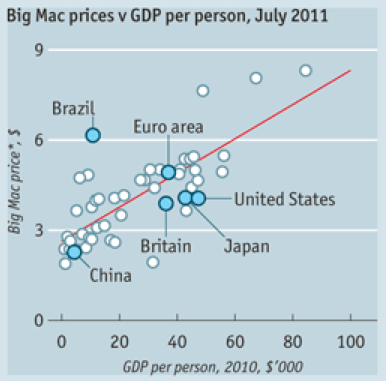 Big Mac prices v GDP per person, July 2011
Big Mac price*, $
9
6
3
0
Brazil
Euro area
United States
Britain
Japan
China
0 20 40 60 80 100
GDP per person, 2010, $'000